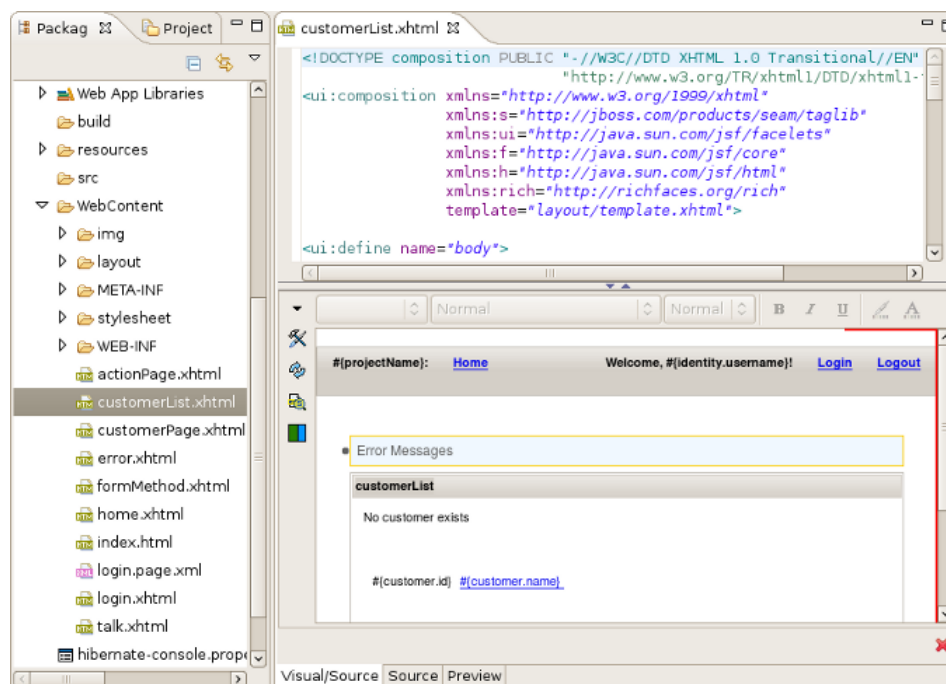 Packag
Project
Web App Libraries
build
resources
src
WebContent
img
layout
META-INF
stylesheet
WEB-INF
actionPage.xhtml
customerList.xhtml
customerPage.xhtml
error.xhtml
formMethod.xhtml
home.xhtml
index.html
login.page.xml
login.xhtml
talk.xhtml
hibernate-console.prope
customerList.xhtml
<!DOCTYPE composition PUBLIC "-//W3C//DTD XHTML 1.0 Transitional//EN"
"http://www.w3.org/TR/xhtml1/DTD/xhtml1-
<ui:composition xmlns="http://www.w3.org/1999/xhtml"
xmlns:s="http://jboss.com/products/seam/taglib"
xmlns:ui="http://java.sun.com/jsf/facelets"
xmlns:f="http://java.sun.com/jsf/core"
xmlns:h="http://java.sun.com/jsf/html"
xmlns:rich="http://richfaces.org/rich"
template="layout/template.xhtml">
<ui:define name="body">
Normal Normal B I U A
#{projectName}: Home Welcome, #{identity.username}! Login Logout
Error Messages
customerList
No customer exists
#{customer.id} #{customer.name}
Visual/Source Source Preview